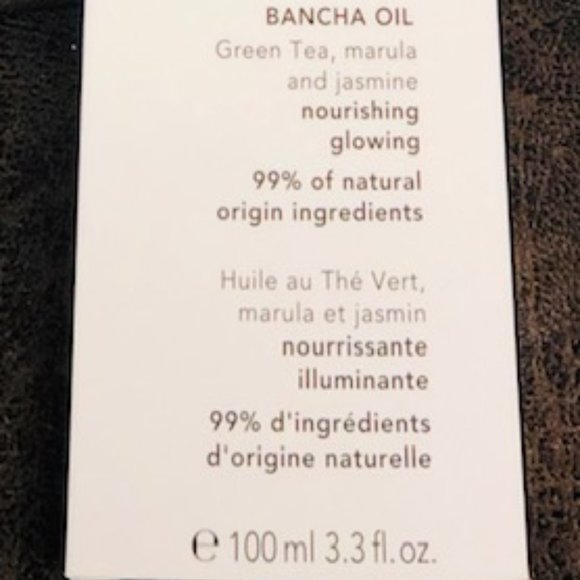 BANCHA OIL
Green Tea, marula
and jasmine
nourishing
glowing
99% of natural
origin ingredients
Huile au Thé Vert,
marula et jasmin
nourrissante
illuminante
99% d'ingrédients
d'origine naturelle
℮ 100 ml 3.3 fl. oz.